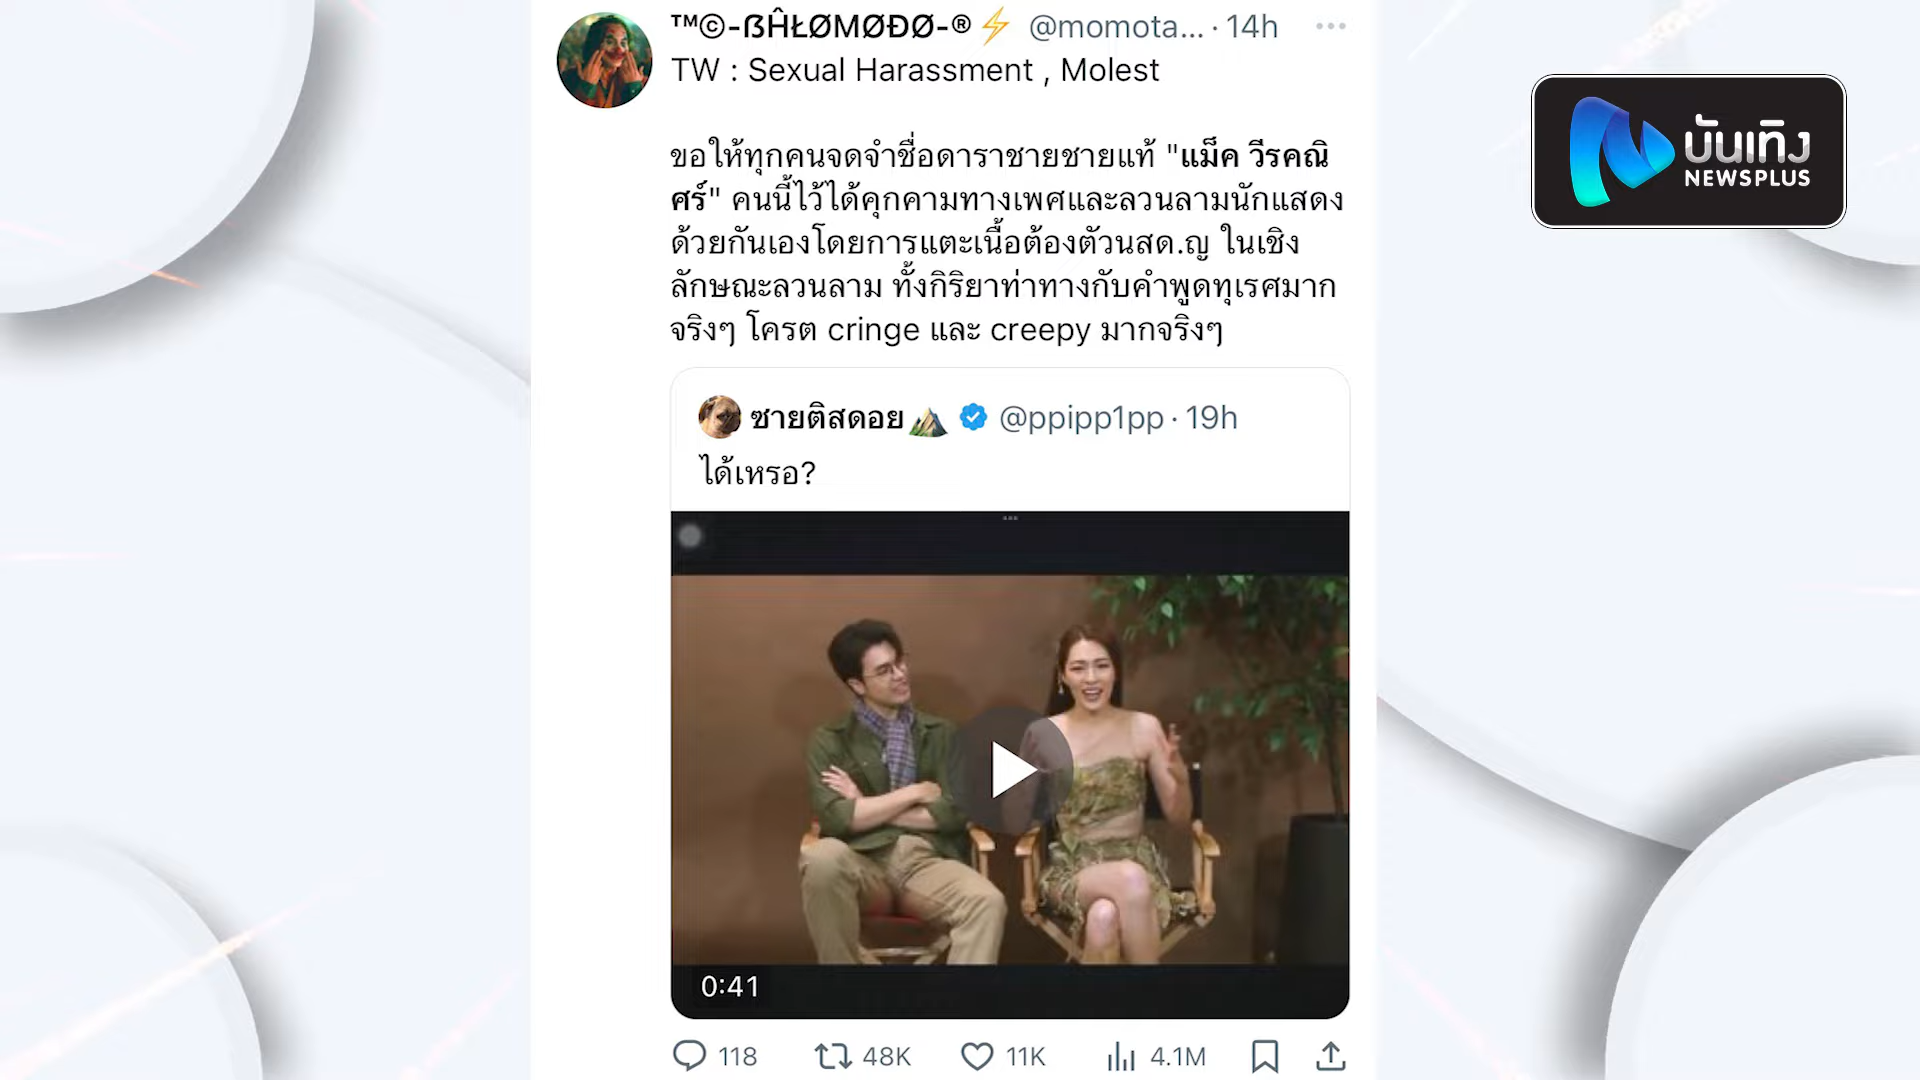 ™©-ẞĤŁØMØĐØ-®⚡ @momota... · 14h
TW : Sexual Harassment , Molest
ขอให้ทุกคนจดจำชื่อดาราชายชายแท้ "แม็ค วีรคณิ
ศร์" คนนี้ไว้ได้คุกคามทางเพศและลวนลามนักแสดง
ด้วยกันเองโดยการแตะเนื้อต้องตัวนสด.ญ ในเชิง
ลักษณะลวนลาม ทั้งกิริยาท่าทางกับคำพูดทุเรศมาก
จริงๆ โครต cringe และ creepy มากจริงๆ
ซายติสดอย @ppipp1pp · 19h
ได้เหรอ?
0:41
118 48K 11K 4.1M
บันเทิง
NEWSPLUS